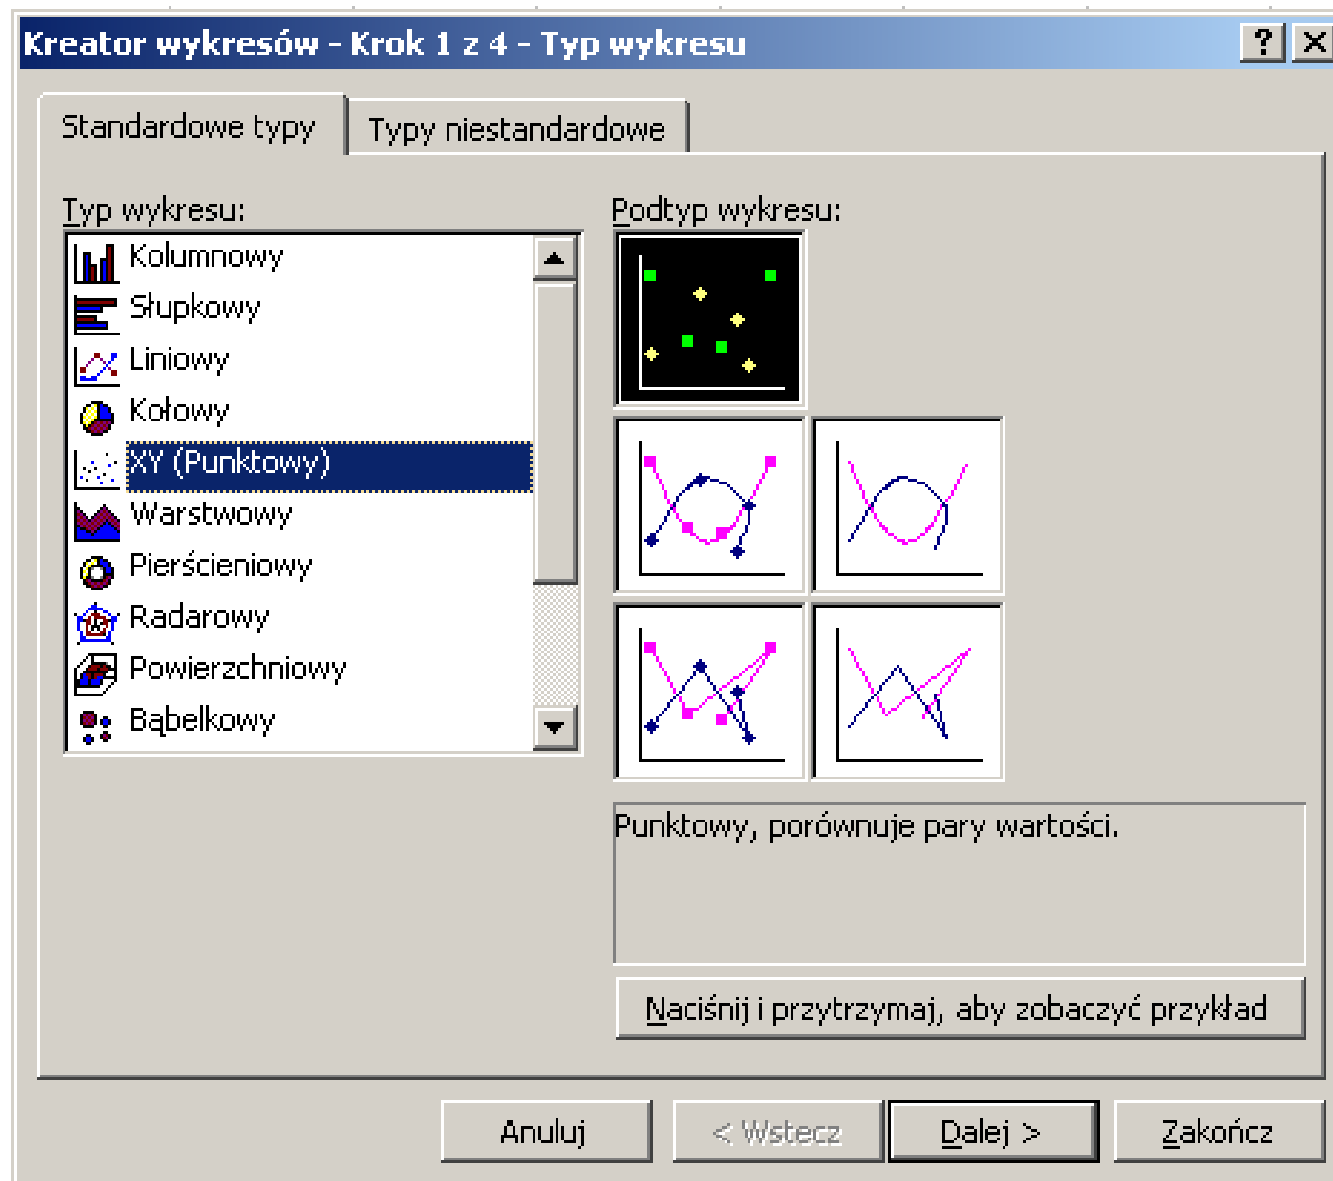 Kreator wykresów - Krok 1 z 4 - Typ wykresu
Standardowe typy
Typy niestandardowe
Typ wykresu:
Kolumnowy
Słupkowy
Liniowy
Kołowy
XY (Punktowy)
Warstwowy
Pierścieniowy
Radarowy
Powierzchniowy
Bąbelkowy
Podtyp wykresu:
Punktowy, porównuje pary wartości.
Naciśnij i przytrzymaj, aby zobaczyć przykład
Anuluj
< Wstecz
Dalej >
Zakończ